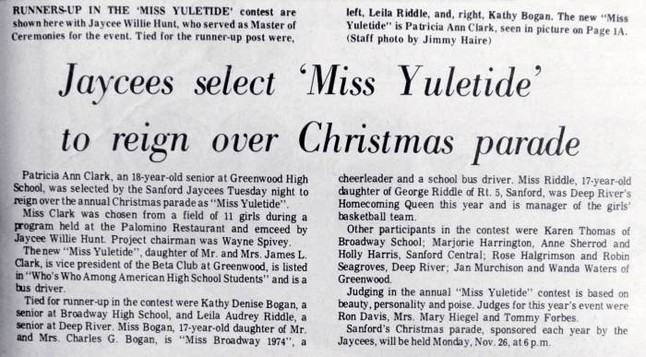 RUNNERS-UP IN THE 'MISS YULETIDE' contest are
shown here with Jaycee Willie Hunt, who served as Master of
Ceremonies for the event. Tied for the runner-up post were,
left, Leila Riddle, and, right, Kathy Bogan. The new "Miss
Yuletide" is Patricia Ann Clark, seen in picture on Page 1A.
(Staff photo by Jimmy Haire)
Jaycees select 'Miss Yuletide'
to reign over Christmas parade
Patricia Ann Clark, an 18-year-old senior at Greenwood High
School, was selected by the Sanford Jaycees Tuesday night to
reign over the annual Christmas parade as "Miss Yuletide".
Miss Clark was chosen from a field of 11 girls during a
program held at the Palomino Restaurant and emceed by
Jaycee Willie Hunt. Project chairman was Wayne Spivey.
The new "Miss Yuletide", daughter of Mr. and Mrs. James L.
Clark, is vice president of the Beta Club at Greenwood, is listed
in "Who's Who Among American High School Students" and is a
bus driver.
Tied for runner-up in the contest were Kathy Denise Bogan, a
senior at Broadway High School, and Leila Audrey Riddle, a
senior at Deep River. Miss Bogan, 17-year-old daughter of Mr.
and Mrs. Charles G. Bogan, is "Miss Broadway 1974", a
cheerleader and a school bus driver. Miss Riddle, 17-year-old
daughter of George Riddle of Rt. 5, Sanford, was Deep River's
Homecoming Queen this year and is manager of the girls'
basketball team.
Other participants in the contest were Karen Thomas of
Broadway School; Marjorie Harrington, Anne Sherrod and
Holly Harris, Sanford Central; Rose Halgrimson and Robin
Seagroves, Deep River; Jan Murchison and Wanda Waters of
Greenwood.
Judging in the annual "Miss Yuletide" contest is based on
beauty, personality and poise. Judges for this year's event were
Ron Davis, Mrs. Mary Hiegel and Tommy Forbes.
Sanford's Christmas parade, sponsored each year by the
Jaycees, will be held Monday, Nov. 26, at 6 p.m.